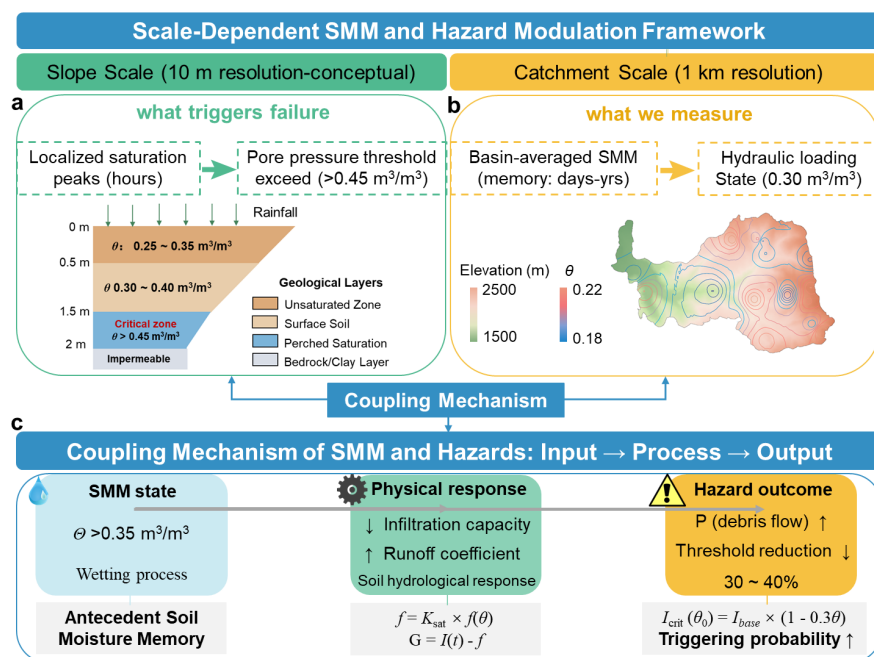 Scale-Dependent SMM and Hazard Modulation Framework
Slope Scale (10 m resolution-conceptual)
Catchment Scale (1 km resolution)
a
what triggers failure
Localized saturation
peaks (hours)
Pore pressure threshold
exceed (>0.45 m³/m³)
Rainfall
0 m
0.5 m
1.5 m
2 m
θ： 0.25 ~ 0.35 m³/m³
θ 0.30 ~ 0.40 m³/m³
Critical zone
θ > 0.45 m³/m³
Impermeable
Geological Layers
Unsaturated Zone
Surface Soil
Perched Saturation
Bedrock/Clay Layer
b
what we measure
Basin-averaged SMM
(memory: days-yrs)
Hydraulic loading
State (0.30 m³/m³)
Elevation (m)
2500
1500
θ
0.22
0.18
Coupling Mechanism
c
Coupling Mechanism of SMM and Hazards: Input → Process → Output
SMM state
Θ >0.35 m³/m³
Wetting process
Antecedent Soil
Moisture Memory
Physical response
↓ Infiltration capacity
↑ Runoff coefficient
Soil hydrological response
f = Ksat × f(θ)
G = I(t) - f
Hazard outcome
P (debris flow) ↑
Threshold reduction ↓
30 ~ 40%
Icrit (θ0) = Ibase × (1 - 0.3θ)
Triggering probability ↑